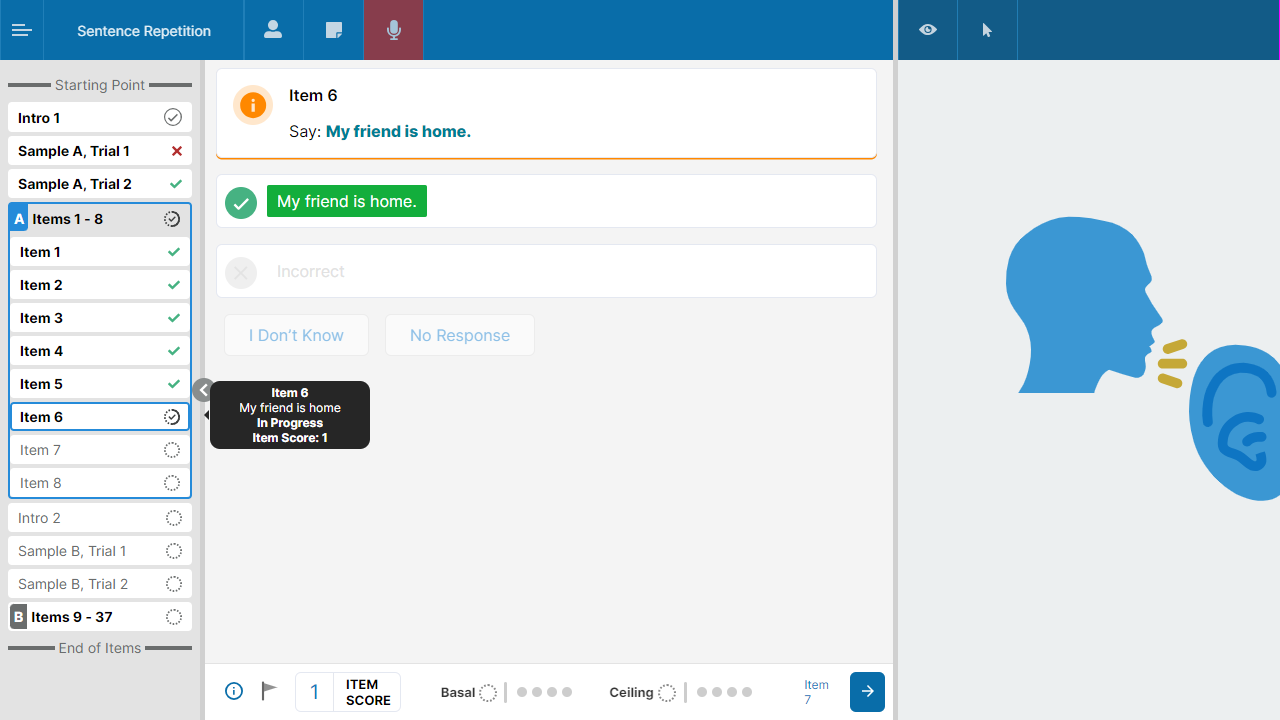 Sentence Repetition
Starting Point
Intro 1
Sample A, Trial 1
Sample A, Trial 2
A Items 1 - 8
Item 1
Item 2
Item 3
Item 4
Item 5
Item 6
Item 7
Item 8
Intro 2
Sample B, Trial 1
Sample B, Trial 2
B Items 9 - 37
End of Items
Item 6
Say: My friend is home.
My friend is home.
Incorrect
I Don't Know
No Response
Item 6
My friend is home
In Progress
Item Score: 1
1
ITEM
SCORE
Basal
Ceiling
Item
7